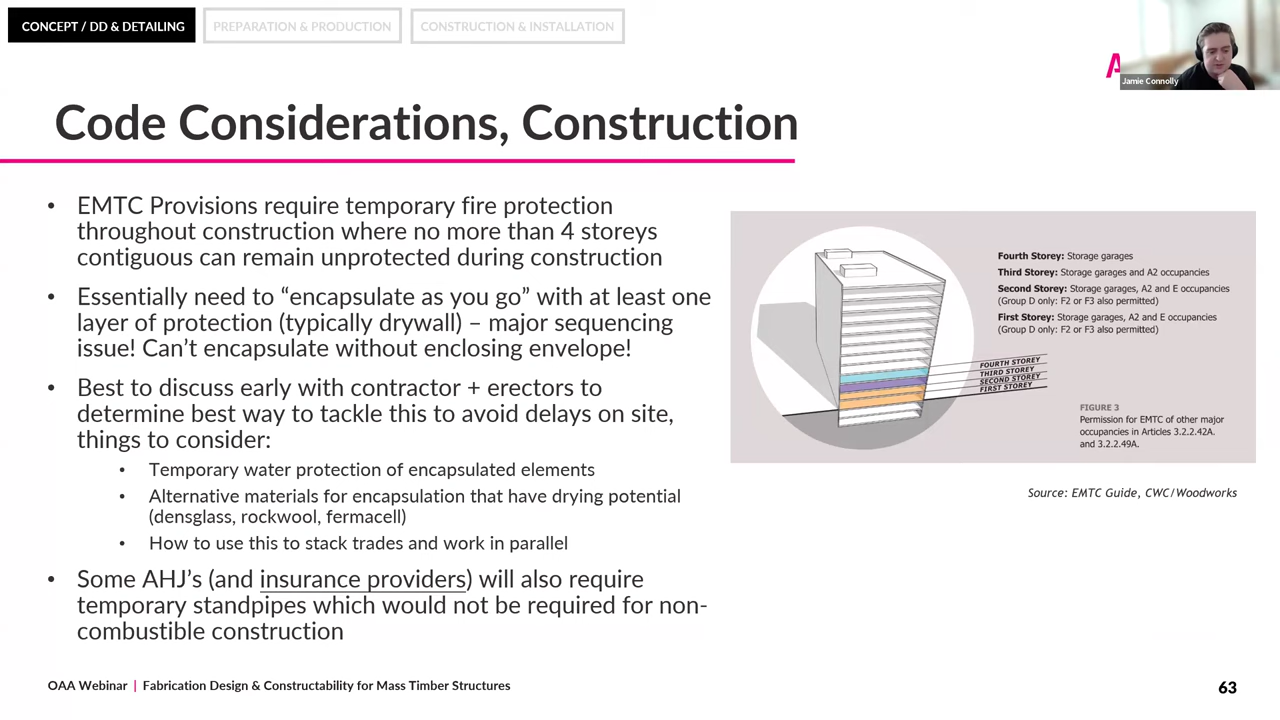 CONCEPT / DD & DETAILING
PREPARATION & PRODUCTION
CONSTRUCTION & INSTALLATION
A
Jamie Connolly
Code Considerations, Construction
• EMTC Provisions require temporary fire protection
throughout construction where no more than 4 storeys
contiguous can remain unprotected during construction
• Essentially need to “encapsulate as you go” with at least one
layer of protection (typically drywall) – major sequencing
issue! Can’t encapsulate without enclosing envelope!
• Best to discuss early with contractor + erectors to
determine best way to tackle this to avoid delays on site,
things to consider:
• Temporary water protection of encapsulated elements
• Alternative materials for encapsulation that have drying potential
(densglass, rockwool, fermacell)
• How to use this to stack trades and work in parallel
• Some AHJ’s (and insurance providers) will also require
temporary standpipes which would not be required for non-
combustible construction
Fourth Storey: Storage garages
Third Storey: Storage garages and A2 occupancies
Second Storey: Storage garages, A2 and E occupancies
(Group D only: F2 or F3 also permitted)
First Storey: Storage garages, A2 and E occupancies
(Group D only: F2 or F3 also permitted)
FOURTH STOREY
THIRD STOREY
SECOND STOREY
FIRST STOREY
FIGURE 3
Permission for EMTC of other major
occupancies in Articles 3.2.2.42A.
and 3.2.2.49A.
Source: EMTC Guide, CWC/Woodworks
OAA Webinar | Fabrication Design & Constructability for Mass Timber Structures
63